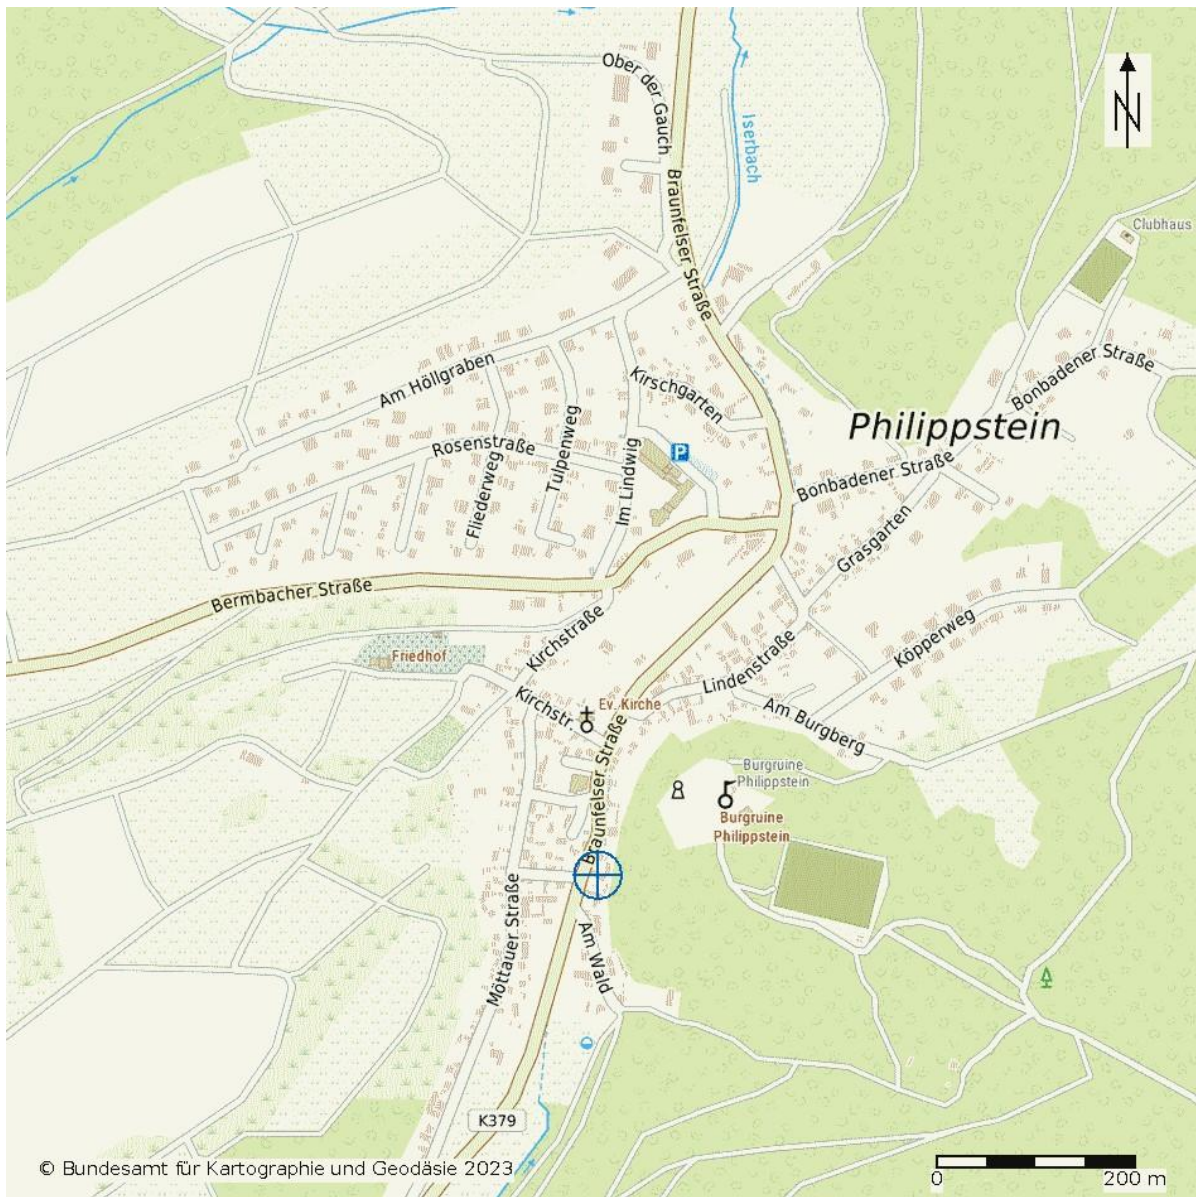 Ober der Gauch
N
Iserbach
Braunfelser Straße
Clubhaus
Am Höllgraben
Kirschgarten
Bonbadener Straße
Philippstein
Rosenstraße
Tulpenweg
Fliederweg
Im Lindwig
P
Bonbadener Straße
Grasgarten
Bermbacher Straße
Kirchstraße
Köpperweg
Friedhof
Lindenstraße
Kirchstr.
Ev. Kirche
Am Burgberg
Braunfelser Straße
Burgruine
Philippstein
Burgruine
Philippstein
Möttauer Straße
Am Wald
K379
© Bundesamt für Kartographie und Geodäsie 2023
0
200 m